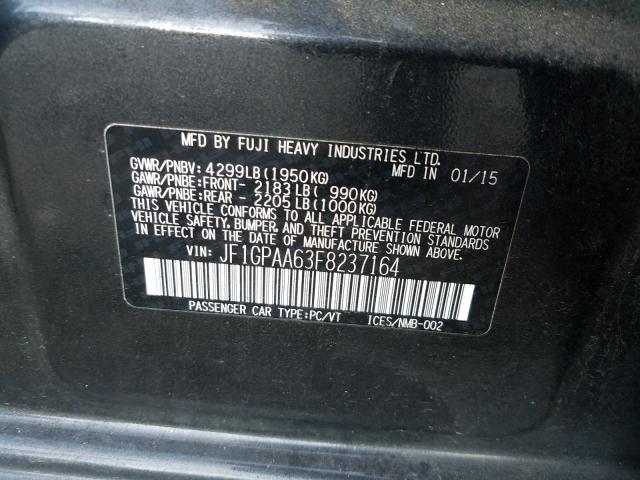 MFD BY FUJI HEAVY INDUSTRIES LTD.
GVWR/PNBV: 4299LB(1950KG) MFD IN 01/15
GAWR/PNBE:FRONT- 2183LB( 990KG)
GAWR/PNBE:REAR - 2205LB(1000KG)
THIS VEHICLE CONFORMS TO ALL APPLICABLE FEDERAL MOTOR
VEHICLE SAFETY, BUMPER, AND THEFT PREVENTION STANDARDS
IN EFFECT ON THE DATE OF MANUFACTURE SHOWN ABOVE.
VIN: JF1GPAA63F8237164
PASSENGER CAR TYPE:PC/VT ICES/NMB-002